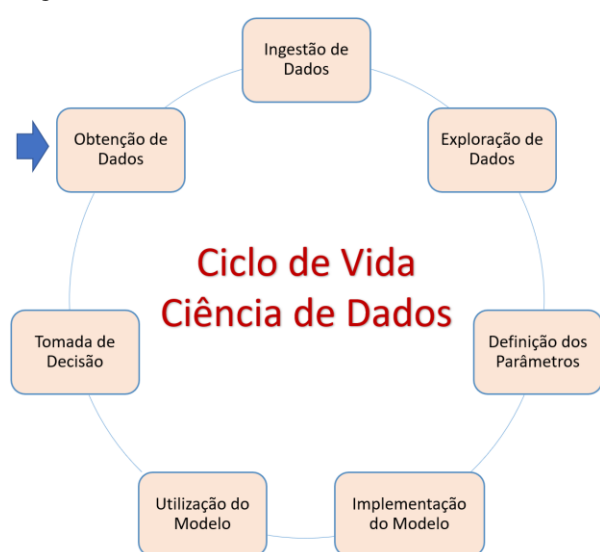 Ingestão de
Dados
Obtenção de
Dados
Exploração de
Dados
Ciclo de Vida
Ciência de Dados
Tomada de
Decisão
Definição dos
Parâmetros
Utilização do
Modelo
Implementação
do Modelo